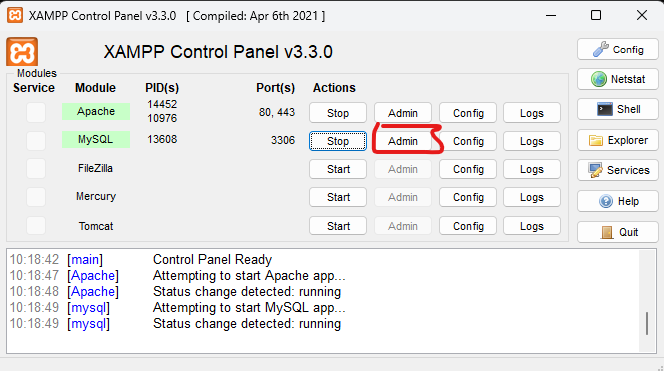 XAMPP Control Panel v3.3.0 [ Compiled: Apr 6th 2021 ]
XAMPP Control Panel v3.3.0
Config
Modules
Service Module PID(s) Port(s) Actions
Netstat
Apache 14452 10976 80, 443 Stop Admin Config Logs
Shell
MySQL 13608 3306 Stop Admin Config Logs
Explorer
FileZilla Start Admin Config Logs
Services
Mercury Start Admin Config Logs
Help
Tomcat Start Admin Config Logs
Quit
10:18:42 [main] Control Panel Ready
10:18:47 [Apache] Attempting to start Apache app...
10:18:48 [Apache] Status change detected: running
10:18:49 [mysql] Attempting to start MySQL app...
10:18:49 [mysql] Status change detected: running